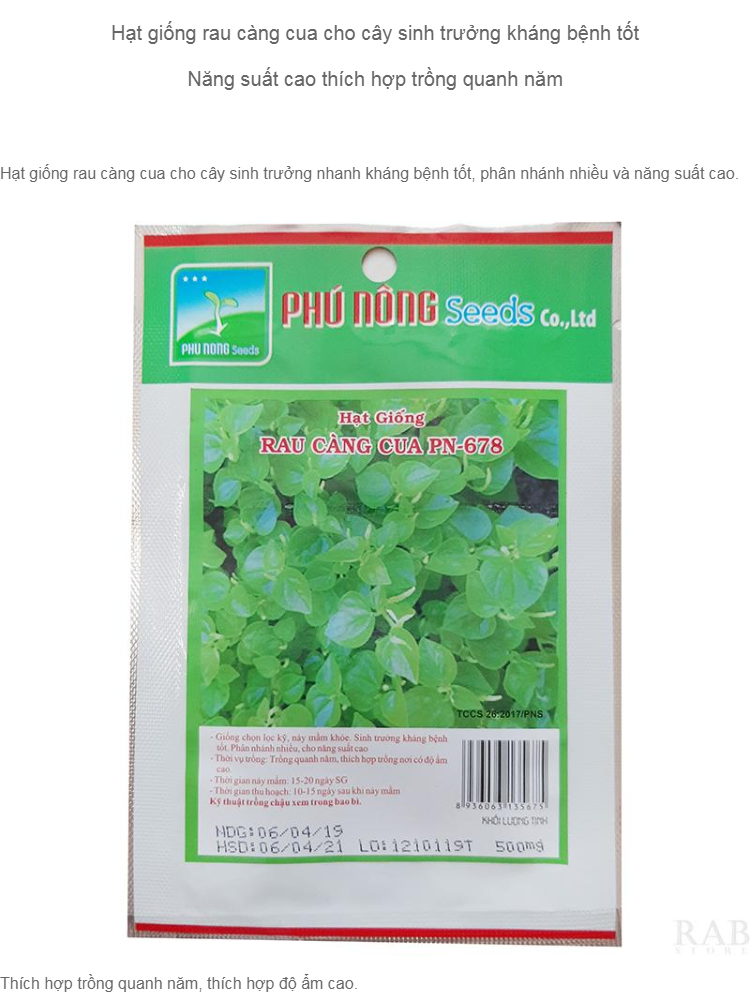 Hạt giống rau càng cua cho cây sinh trưởng kháng bệnh tốt
Năng suất cao thích hợp trồng quanh năm
Hạt giống rau càng cua cho cây sinh trưởng nhanh kháng bệnh tốt, phân nhánh nhiều và năng suất cao.
PHÚ NÔNG Seeds Co.,Ltd
PHU NONG Seeds
Hạt Giống
RAU CÀNG CUA PN-678
TCCS 26:2017/PNS
- Giống chọn lọc kỹ, nảy mầm khỏe. Sinh trưởng kháng bệnh
tốt. Phân nhánh nhiều, cho năng suất cao
- Thời vụ trồng: Trồng quanh năm, thích hợp trồng nơi có độ ẩm
cao.
- Thời gian nảy mầm: 15-20 ngày SG
- Thời gian thu hoạch: 10-15 ngày sau khi nảy mầm
Kỹ thuật trồng chậu xem trong bao bì.
8 936063 135675
KHỐI LƯỢNG TỊNH
NDG:06/04/19
HSD:06/04/21 LO:121011ST 500mg
RAB
STORE
Thích hợp trồng quanh năm, thích hợp độ ẩm cao.